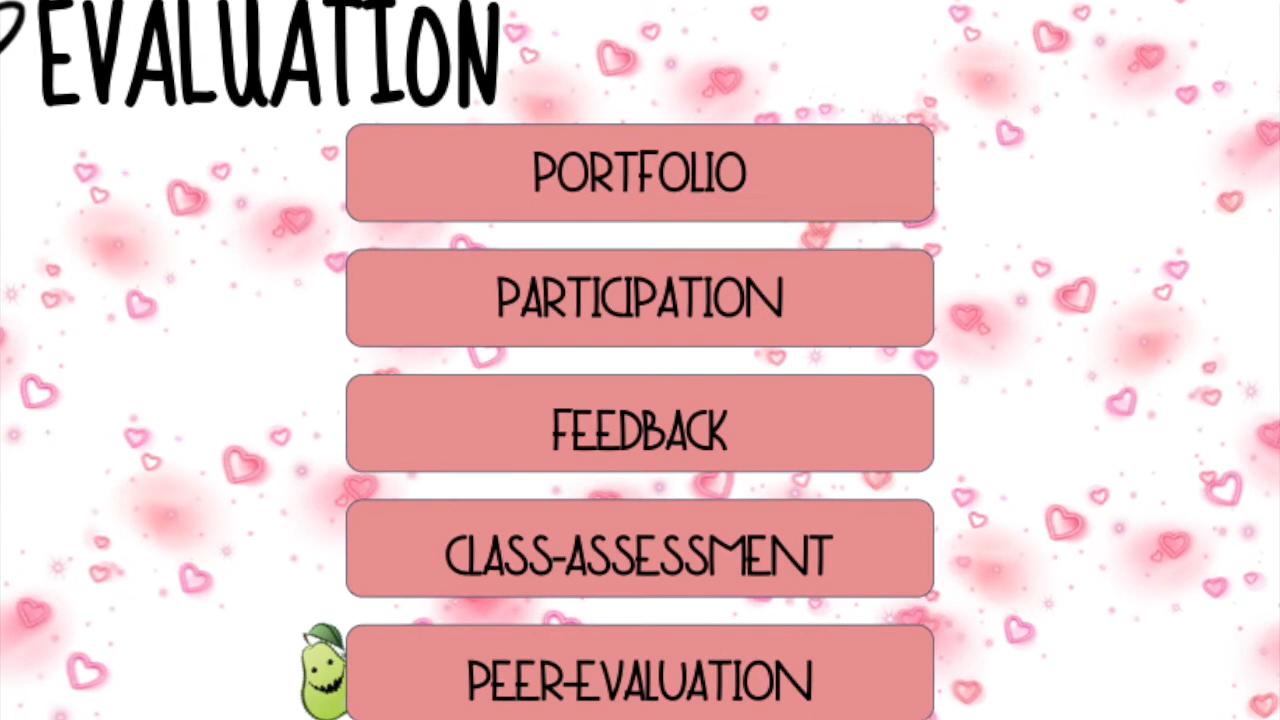 EVALUATION
PORTFOLIO
PARTICIPATION
FEEDBACK
CLASS-ASSESSMENT
PEER-EVALUATION